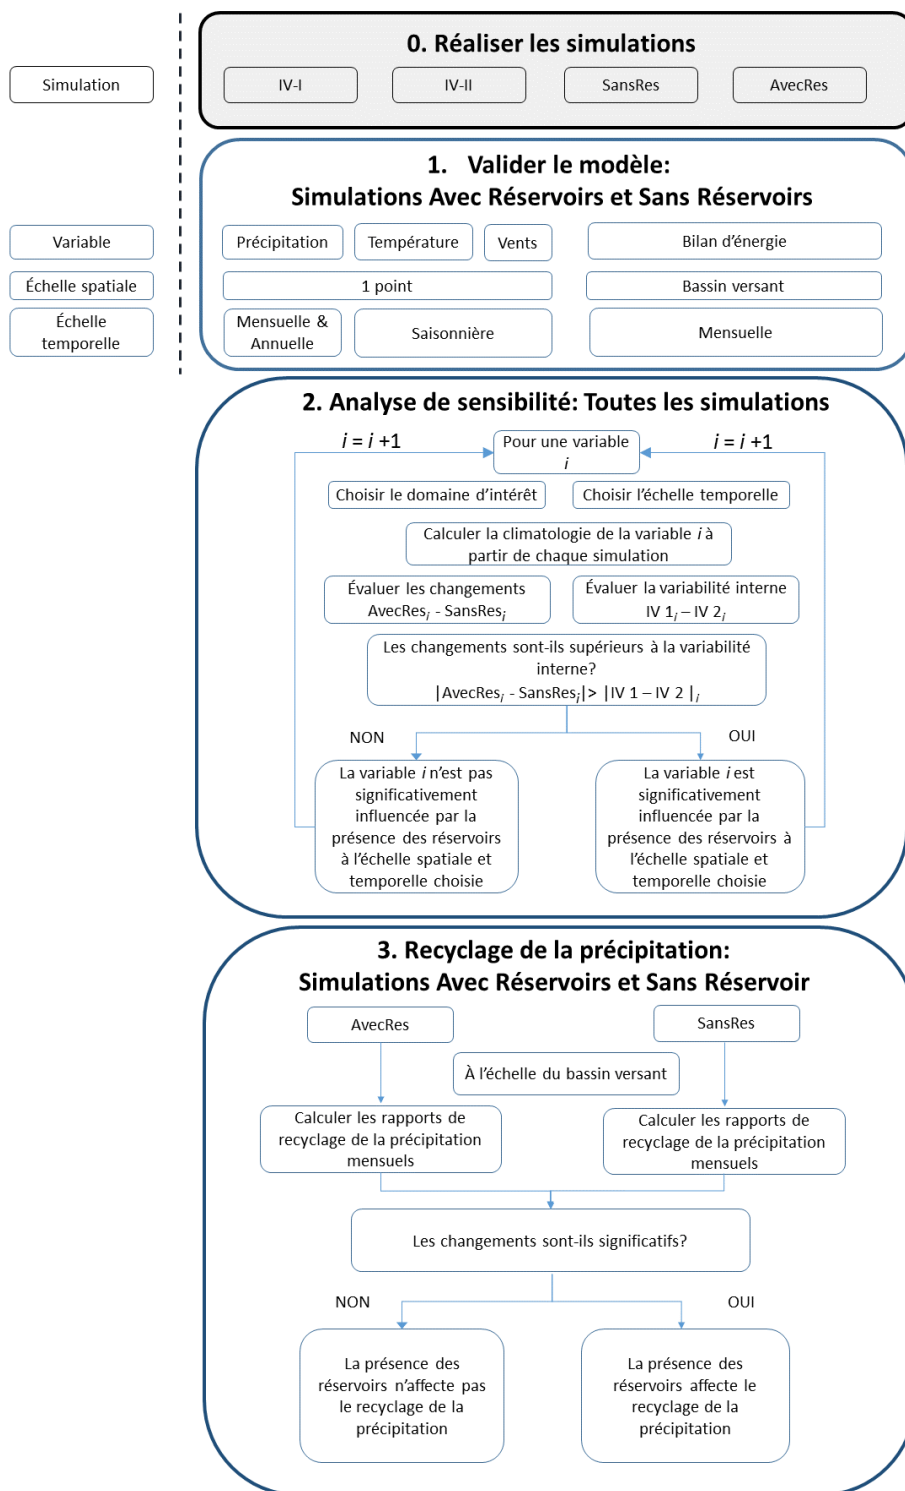 0. Réaliser les simulations
Simulation
IV-I
IV-II
SansRes
AvecRes
1. Valider le modèle:
Simulations Avec Réservoirs et Sans Réservoirs
Variable
Précipitation
Température
Vents
Bilan d’énergie
Échelle spatiale
1 point
Bassin versant
Échelle
temporelle
Mensuelle &
Annuelle
Saisonnière
Mensuelle
2. Analyse de sensibilité: Toutes les simulations
i = i +1
Pour une variable
i
i = i +1
Choisir le domaine d’intérêt
Choisir l’échelle temporelle
Calculer la climatologie de la variable i à
partir de chaque simulation
Évaluer les changements
AvecResi - SansResi
Évaluer la variabilité interne
IV 1i – IV 2i
Les changements sont-ils supérieurs à la variabilité
interne?
|AvecResi - SansResi|> |IV 1 – IV 2 |i
NON
OUI
La variable i n’est pas
significativement
influencée par la
présence des réservoirs
à l’échelle spatiale et
temporelle choisie
La variable i est
significativement
influencée par la
présence des réservoirs à
l’échelle spatiale et
temporelle choisie
3. Recyclage de la précipitation:
Simulations Avec Réservoirs et Sans Réservoir
AvecRes
SansRes
À l’échelle du bassin versant
Calculer les rapports de
recyclage de la précipitation
mensuels
Calculer les rapports de
recyclage de la précipitation
mensuels
Les changements sont-ils significatifs?
NON
OUI
La présence des
réservoirs n’affecte pas
le recyclage de la
précipitation
La présence des
réservoirs affecte le
recyclage de la
précipitation